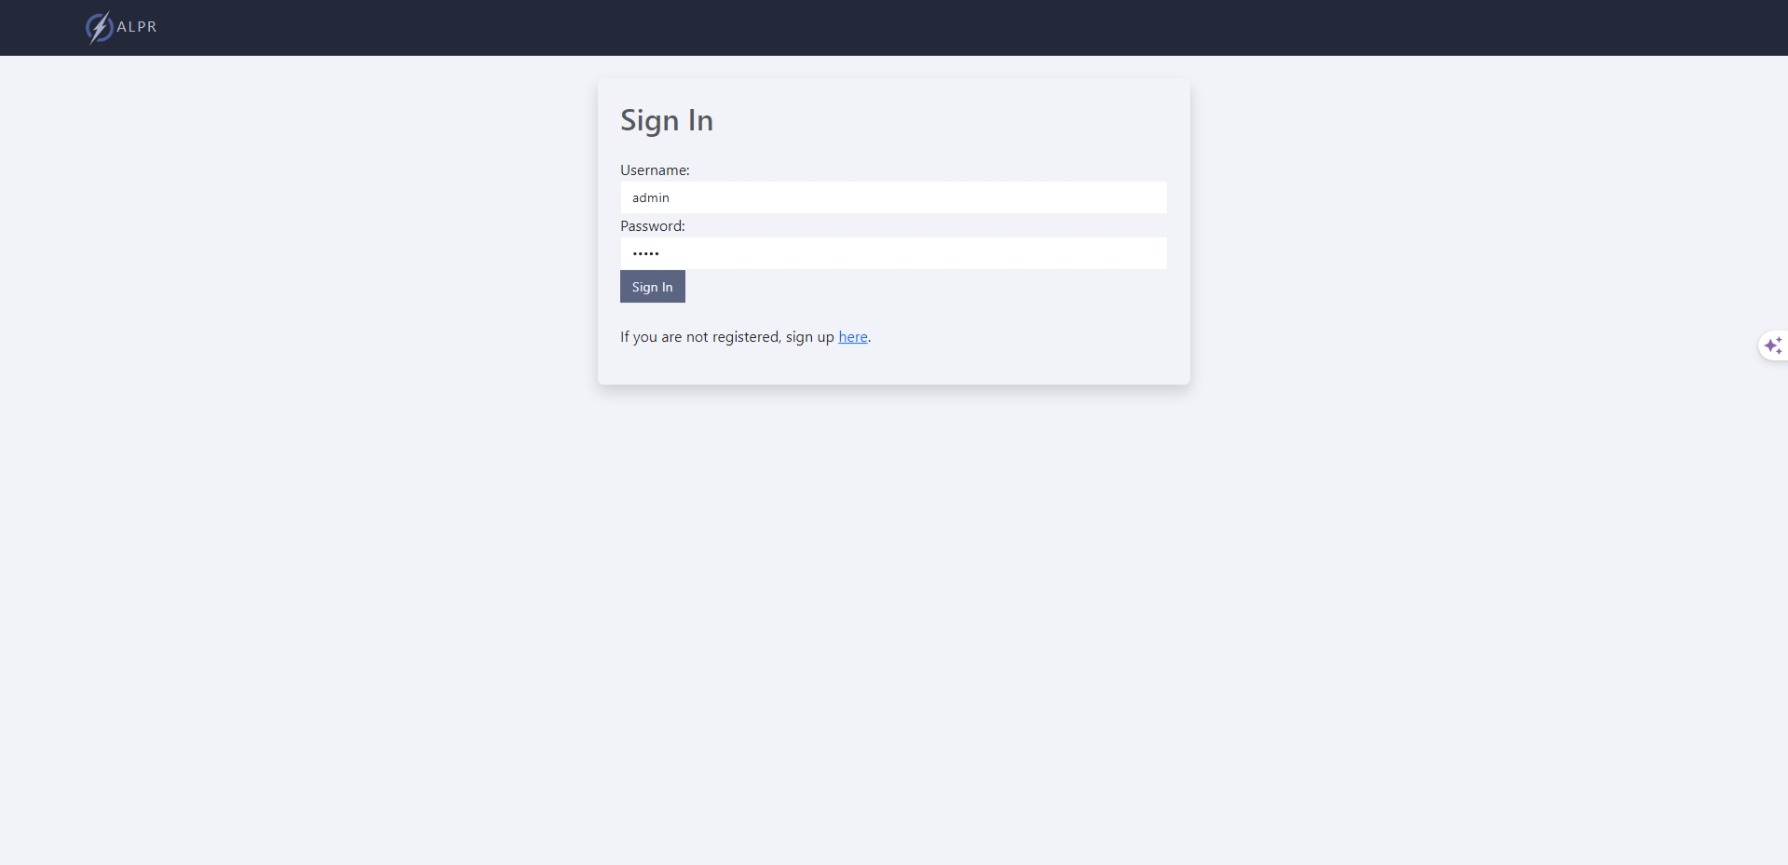 ALPR
Sign In
Username:
admin
Password:
•••••
Sign In
If you are not registered, sign up here.